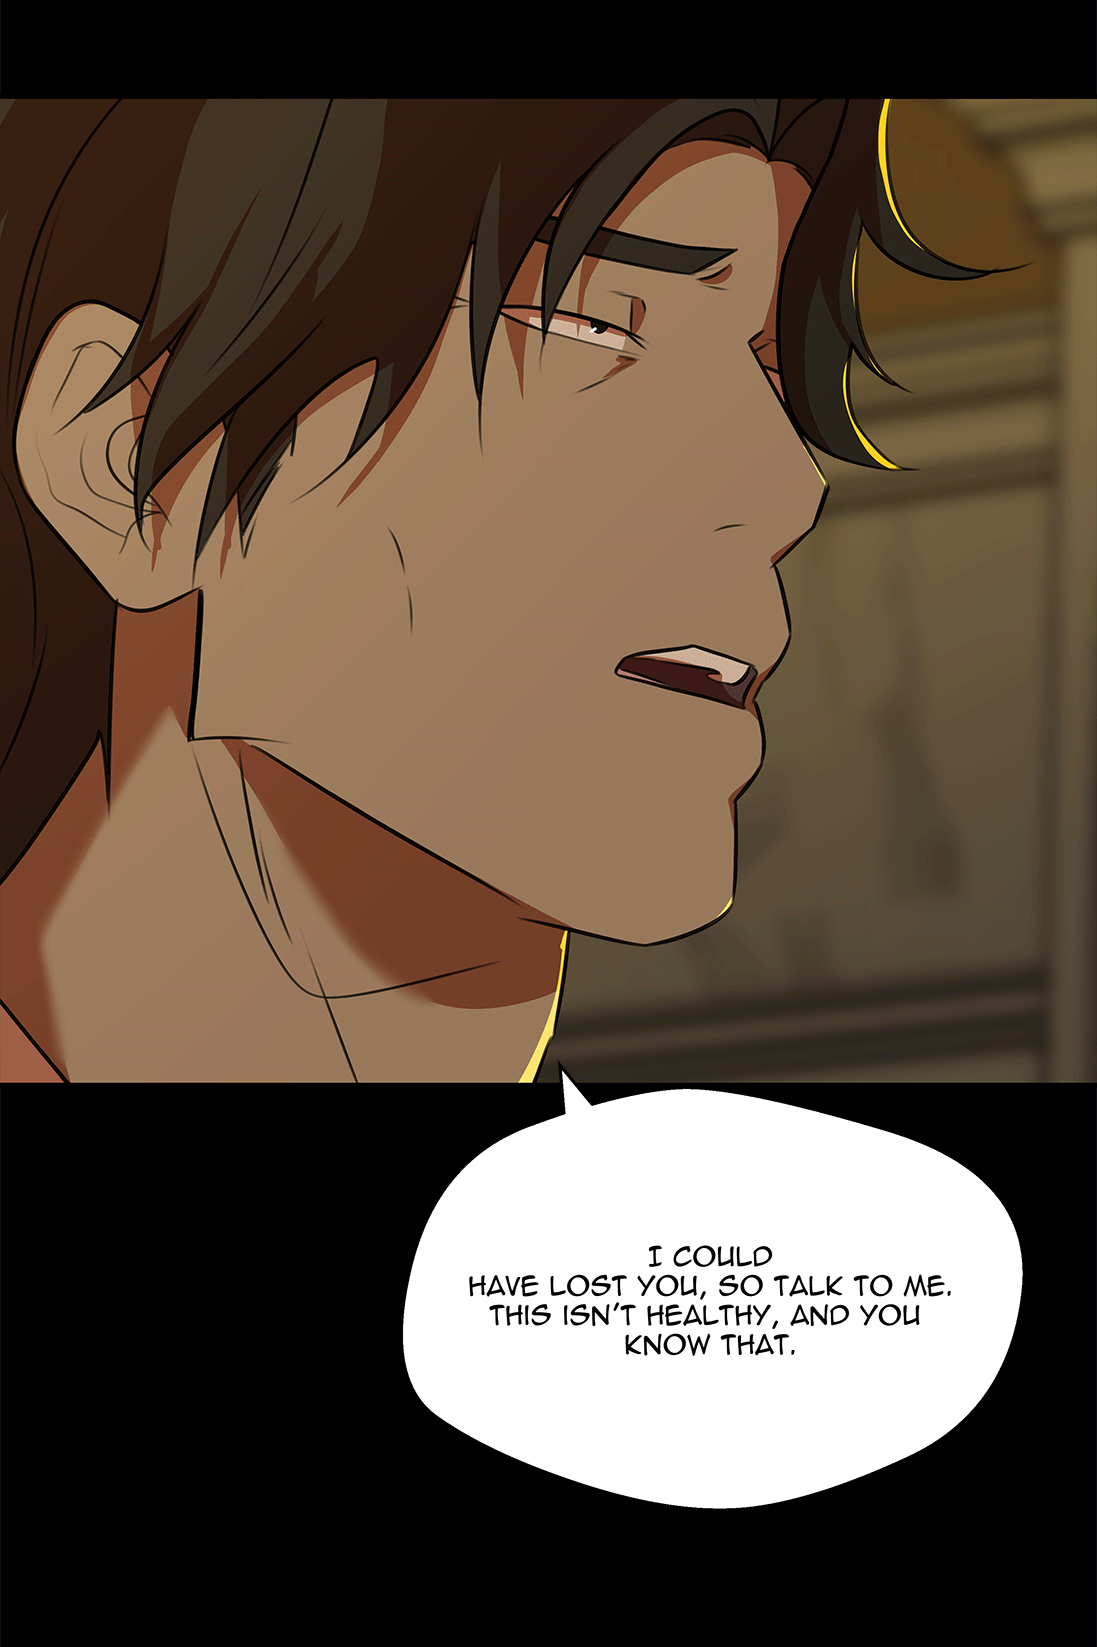 I COULD
HAVE LOST YOU, SO TALK TO ME.
THIS ISN'T HEALTHY, AND YOU
KNOW THAT.